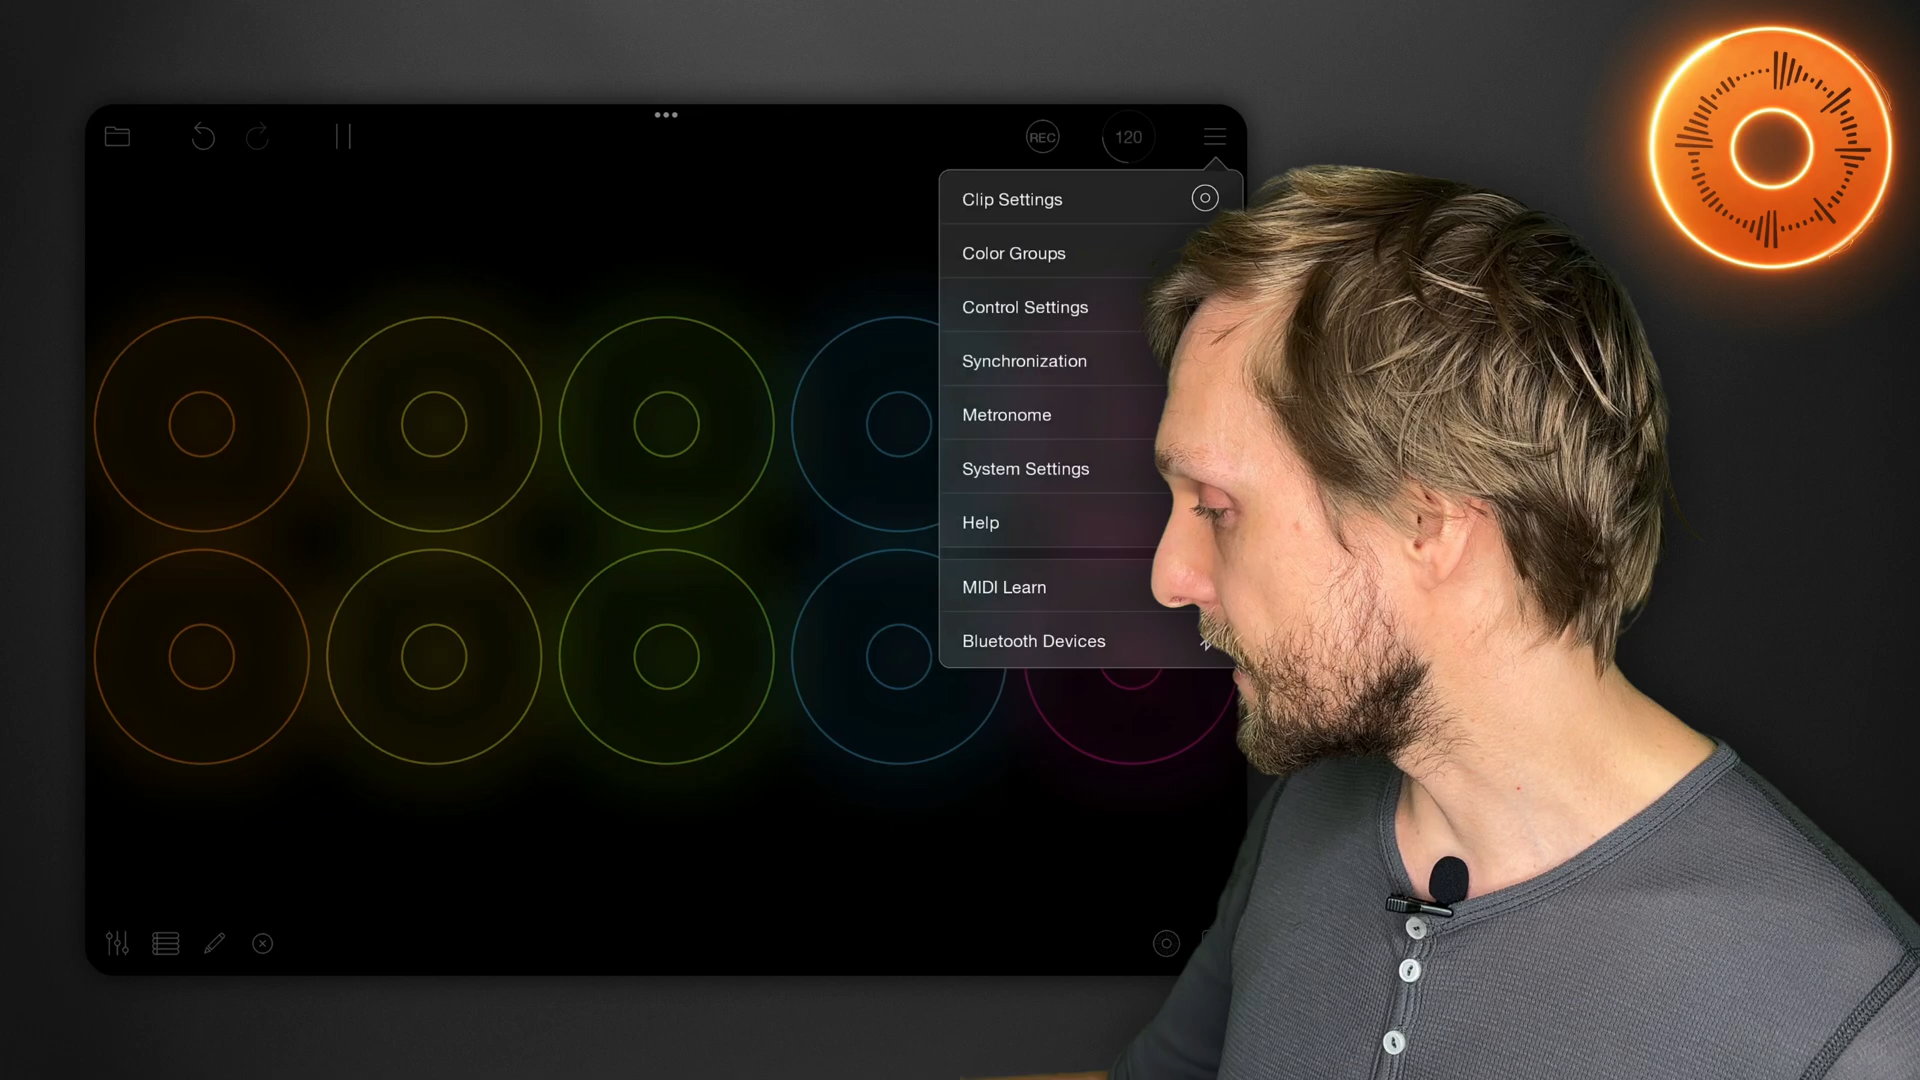 REC
120
Clip Settings
Color Groups
Control Settings
Synchronization
Metronome
System Settings
Help
MIDI Learn
Bluetooth Devices